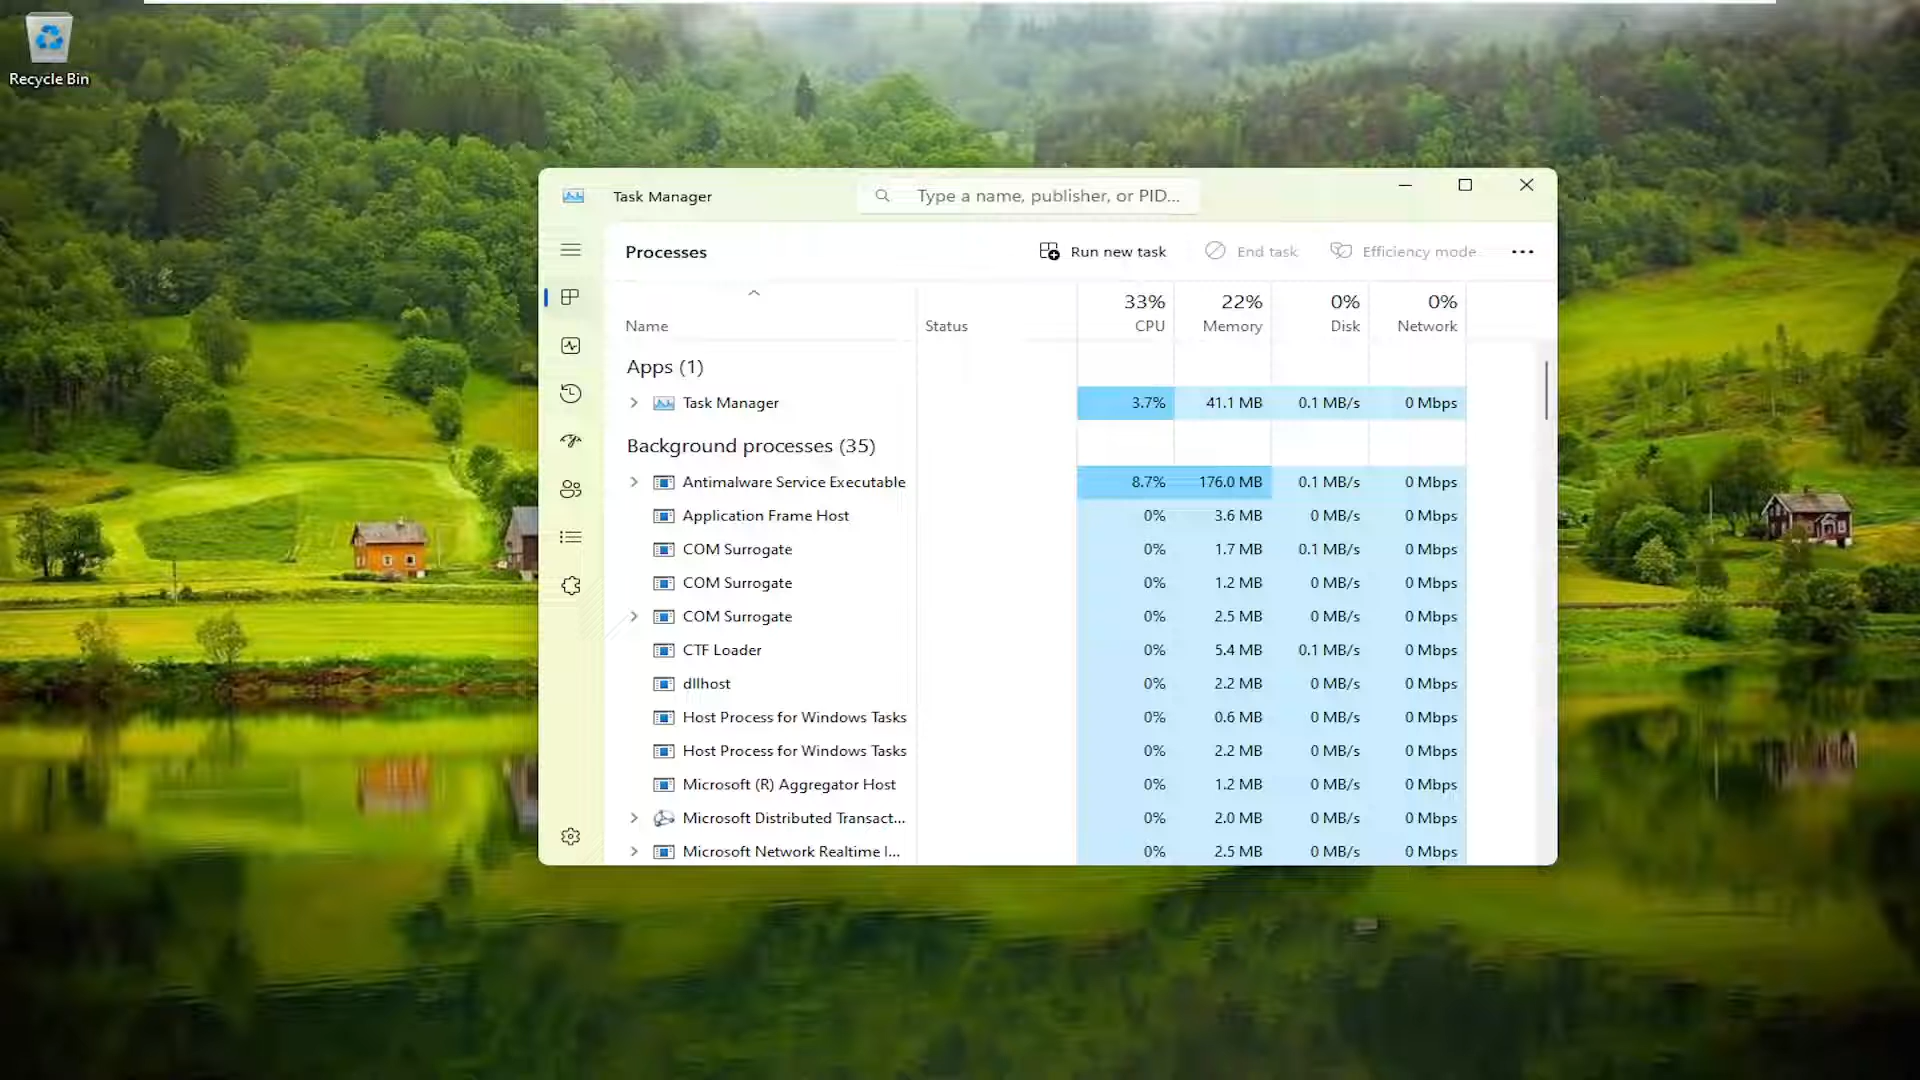 Recycle Bin
Task Manager
Type a name, publisher, or PID...
Processes
Run new task
End task
Efficiency mode
Name
Status
33% CPU
22% Memory
0% Disk
0% Network
Apps (1)
Task Manager 3.7% 41.1 MB 0.1 MB/s 0 Mbps
Background processes (35)
Antimalware Service Executable 8.7% 176.0 MB 0.1 MB/s 0 Mbps
Application Frame Host 0% 3.6 MB 0 MB/s 0 Mbps
COM Surrogate 0% 1.7 MB 0.1 MB/s 0 Mbps
COM Surrogate 0% 1.2 MB 0 MB/s 0 Mbps
COM Surrogate 0% 2.5 MB 0 MB/s 0 Mbps
CTF Loader 0% 5.4 MB 0.1 MB/s 0 Mbps
dllhost 0% 2.2 MB 0 MB/s 0 Mbps
Host Process for Windows Tasks 0% 0.6 MB 0 MB/s 0 Mbps
Host Process for Windows Tasks 0% 2.2 MB 0 MB/s 0 Mbps
Microsoft (R) Aggregator Host 0% 1.2 MB 0 MB/s 0 Mbps
Microsoft Distributed Transact... 0% 2.0 MB 0 MB/s 0 Mbps
Microsoft Network Realtime I... 0% 2.5 MB 0 MB/s 0 Mbps